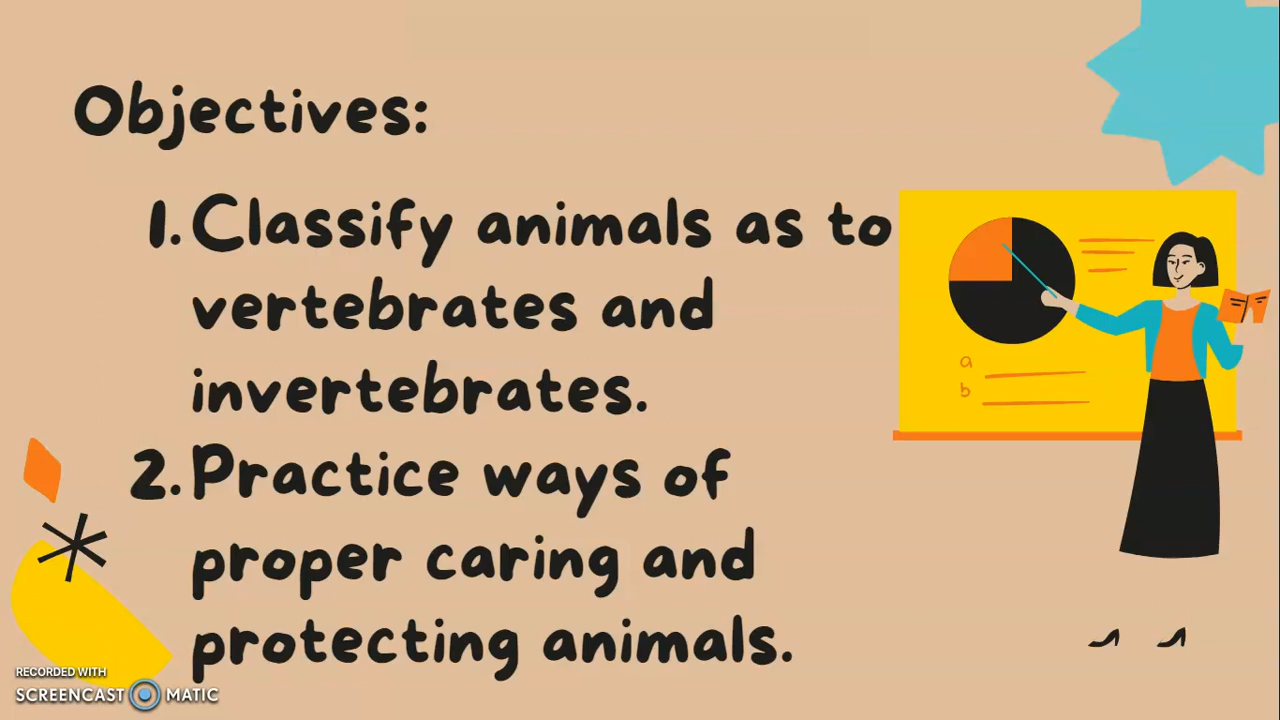 Objectives:
1. Classify animals as to
vertebrates and
invertebrates.
2. Practice ways of
proper caring and
protecting animals.
a
b
RECORDED WITH
SCREENCAST MATIC